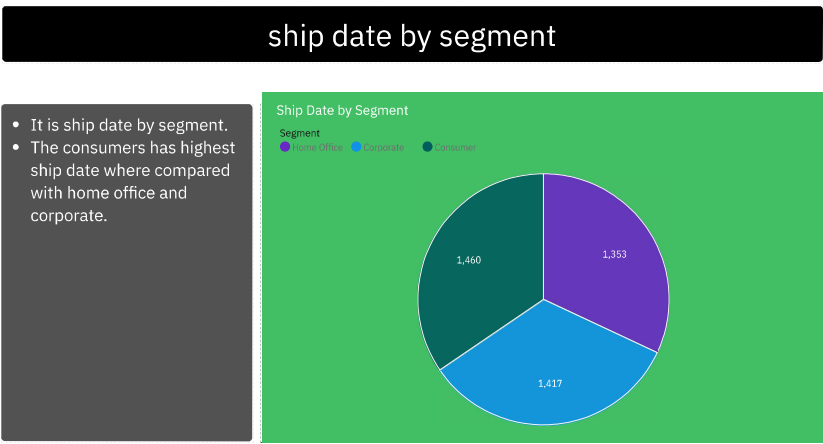 ship date by segment
It is ship date by segment.
The consumers has highest
ship date where compared
with home office and
corporate.
Ship Date by Segment
Segment
Home Office Corporate Consumer
1,460
1,353
1,417